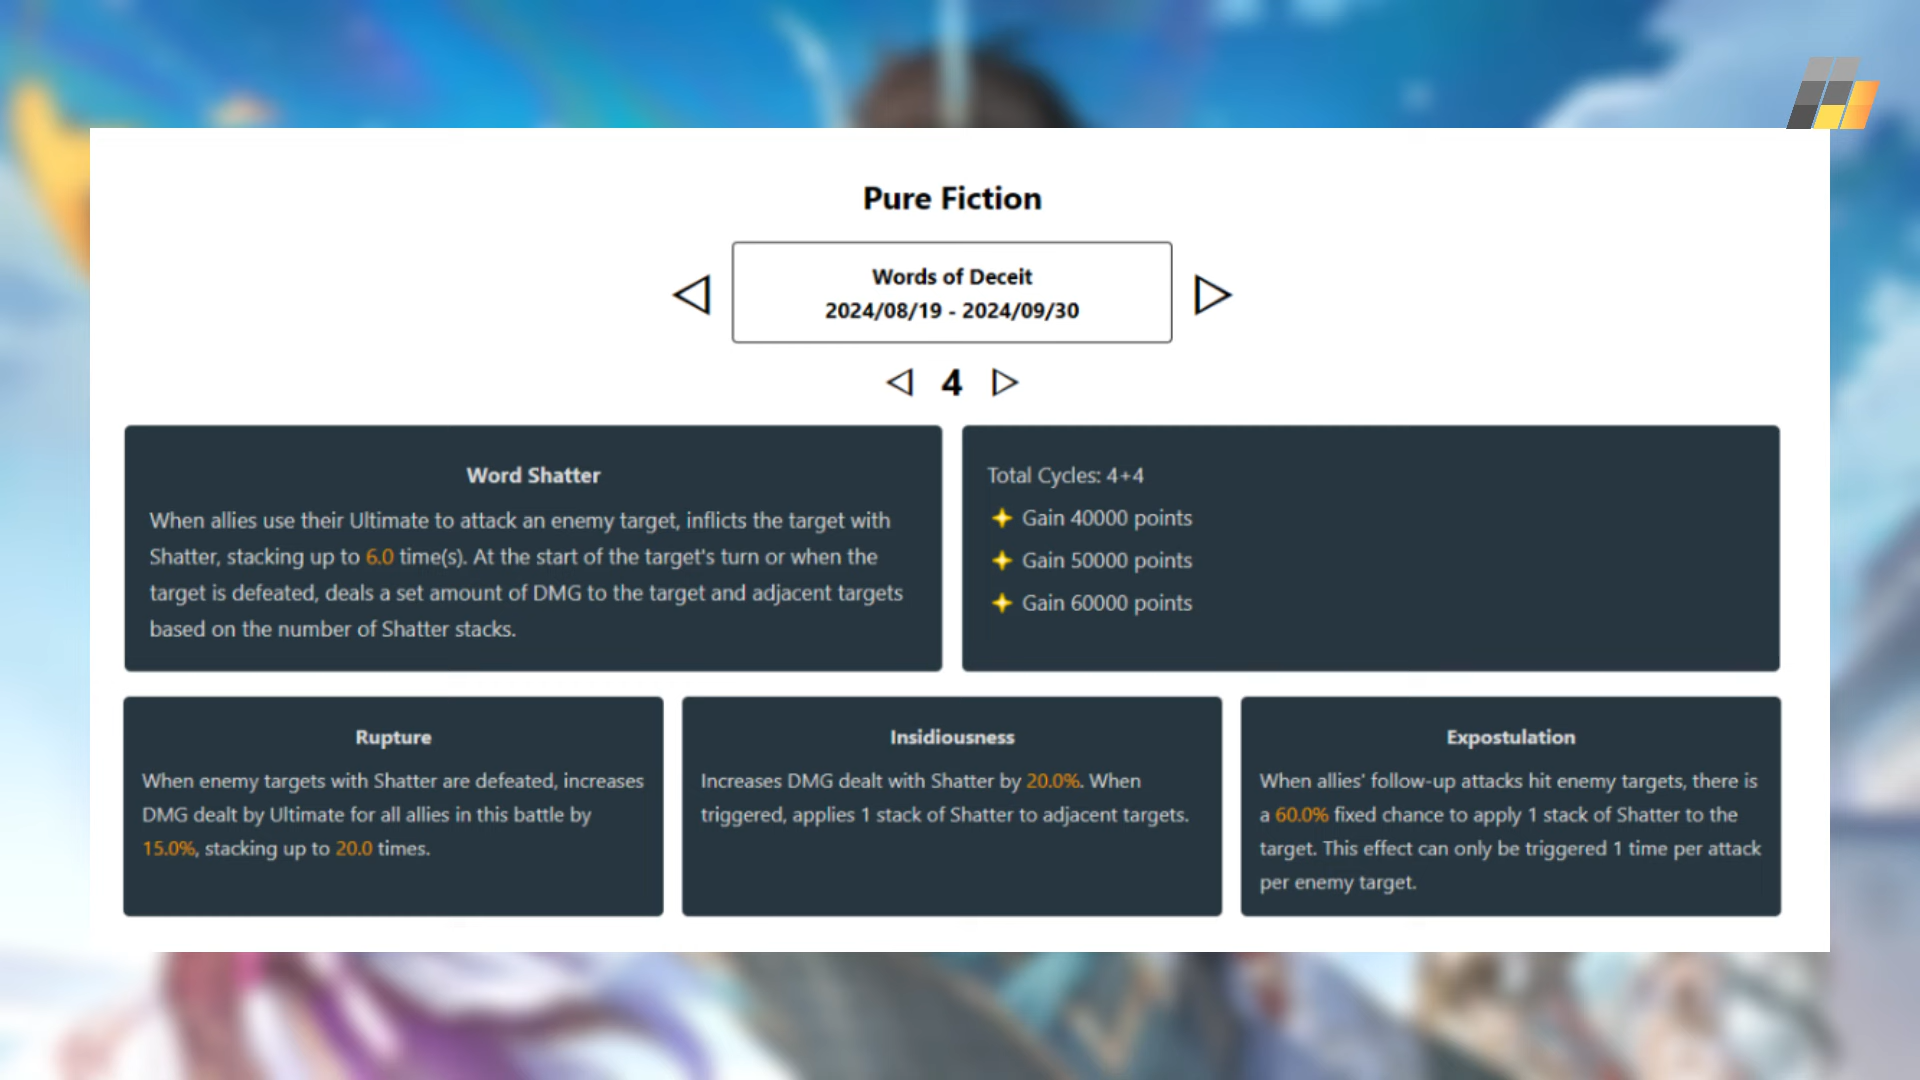 Pure Fiction
Words of Deceit
2024/08/19 - 2024/09/30
4
Word Shatter
When allies use their Ultimate to attack an enemy target, inflicts the target with
Shatter, stacking up to 6.0 time(s). At the start of the target's turn or when the
target is defeated, deals a set amount of DMG to the target and adjacent targets
based on the number of Shatter stacks.
Total Cycles: 4+4
Gain 40000 points
Gain 50000 points
Gain 60000 points
Rupture
When enemy targets with Shatter are defeated, increases
DMG dealt by Ultimate for all allies in this battle by
15.0%, stacking up to 20.0 times.
Insidiousness
Increases DMG dealt with Shatter by 20.0%. When
triggered, applies 1 stack of Shatter to adjacent targets.
Expostulation
When allies' follow-up attacks hit enemy targets, there is
a 60.0% fixed chance to apply 1 stack of Shatter to the
target. This effect can only be triggered 1 time per attack
per enemy target.